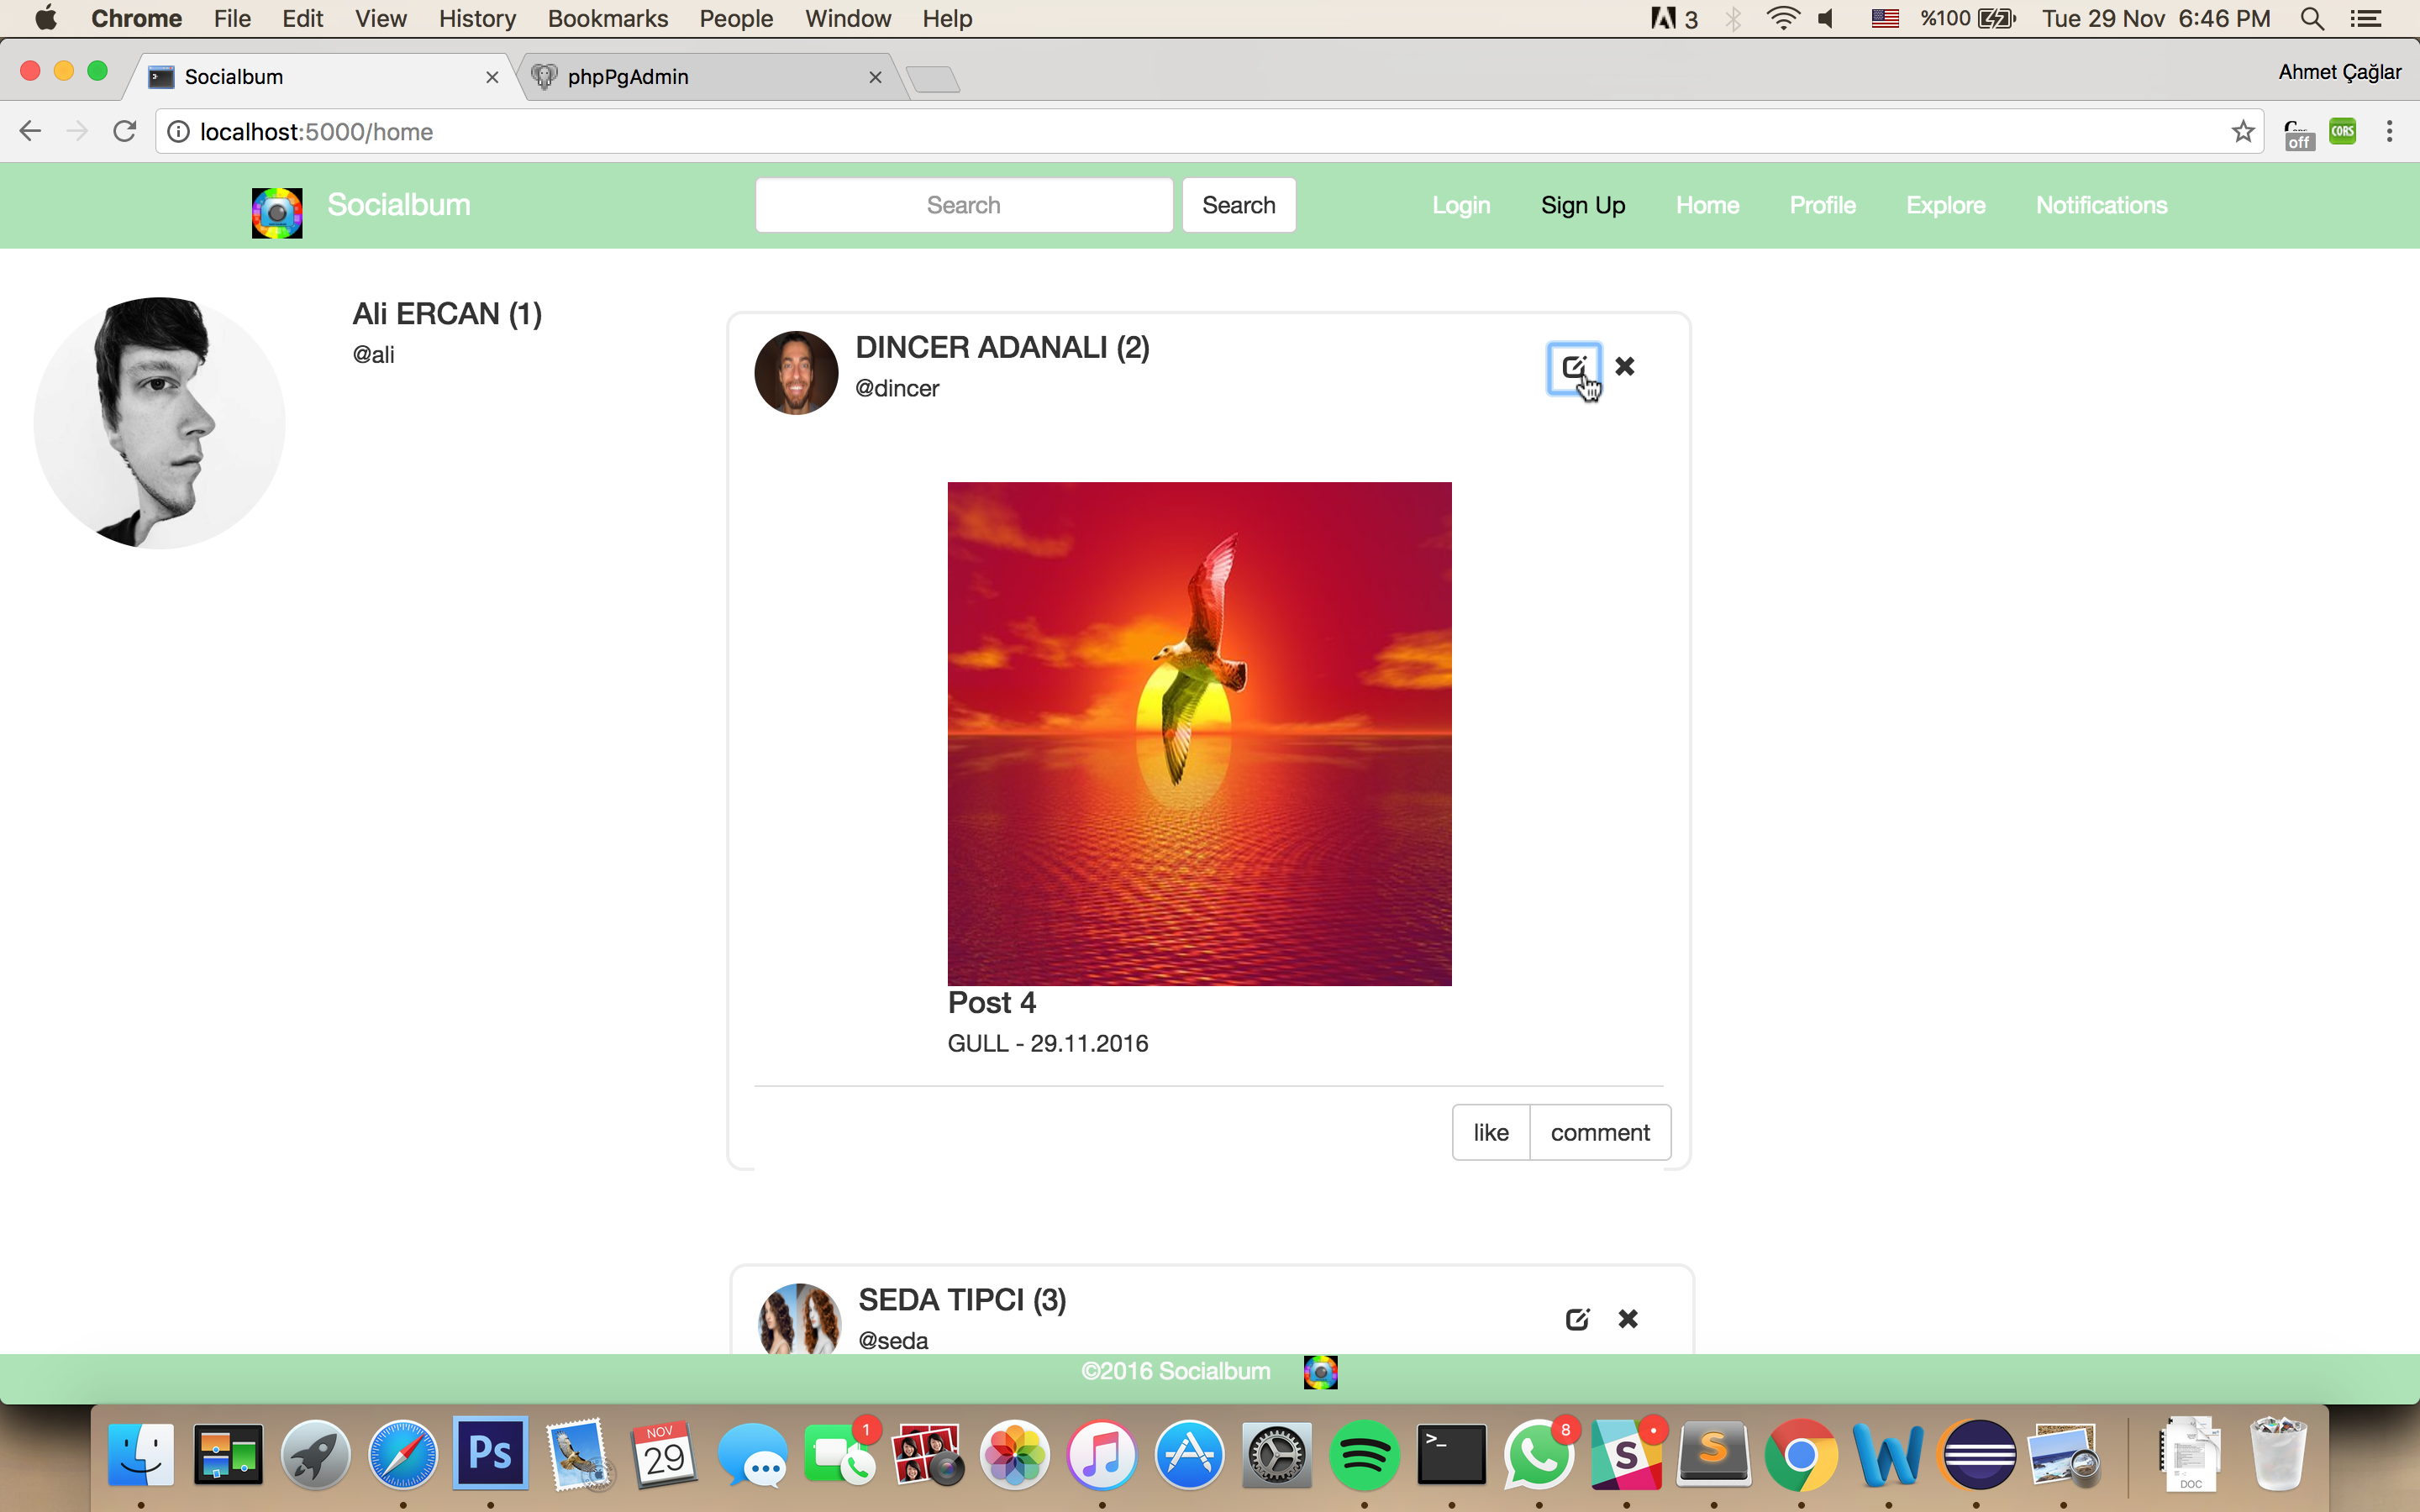 Chrome File Edit View History Bookmarks People Window Help 3 %100 Tue 29 Nov 6:46 PM
Socialbum phpPgAdmin Ahmet Çağlar
localhost:5000/home off CORS
Socialbum Search Search Login Sign Up Home Profile Explore Notifications
Ali ERCAN (1)
@ali
DINCER ADANALI (2)
@dincer
Post 4
GULL - 29.11.2016
like comment
SEDA TIPCI (3)
@seda
©2016 Socialbum
Ps NOV 29 1 >_ 8 S S W DOC